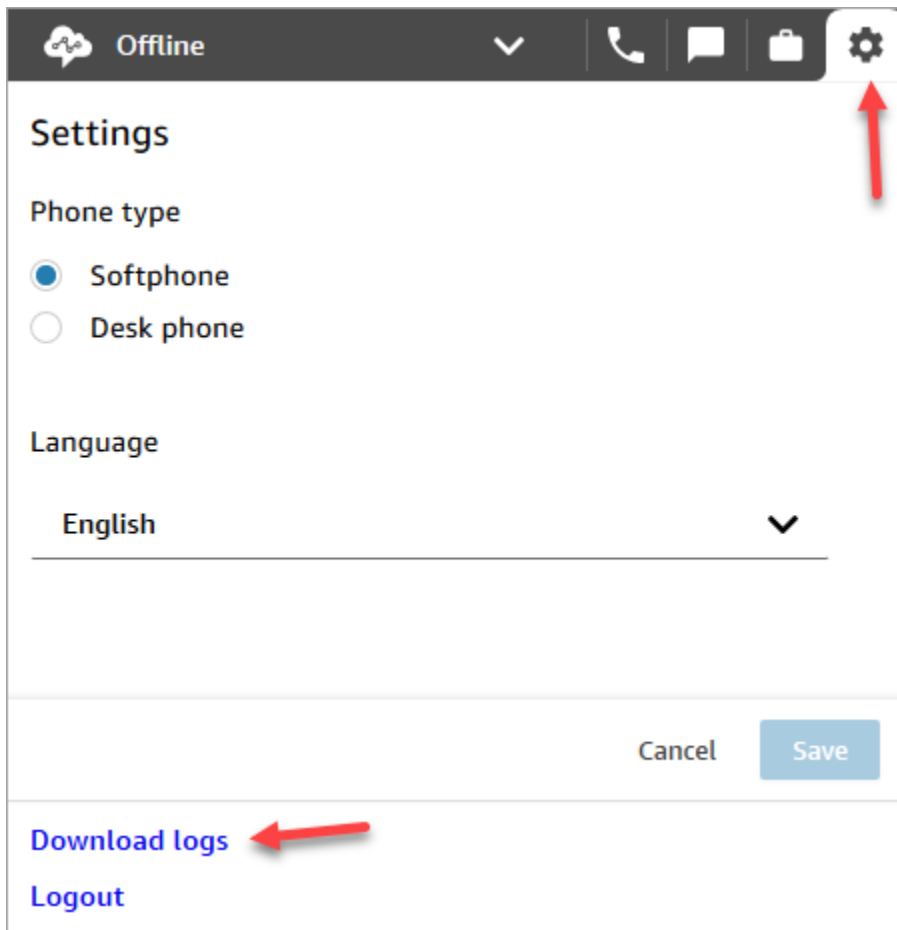 Offline
Settings
Phone type
Softphone
Desk phone
Language
English
Cancel Save
Download logs
Logout